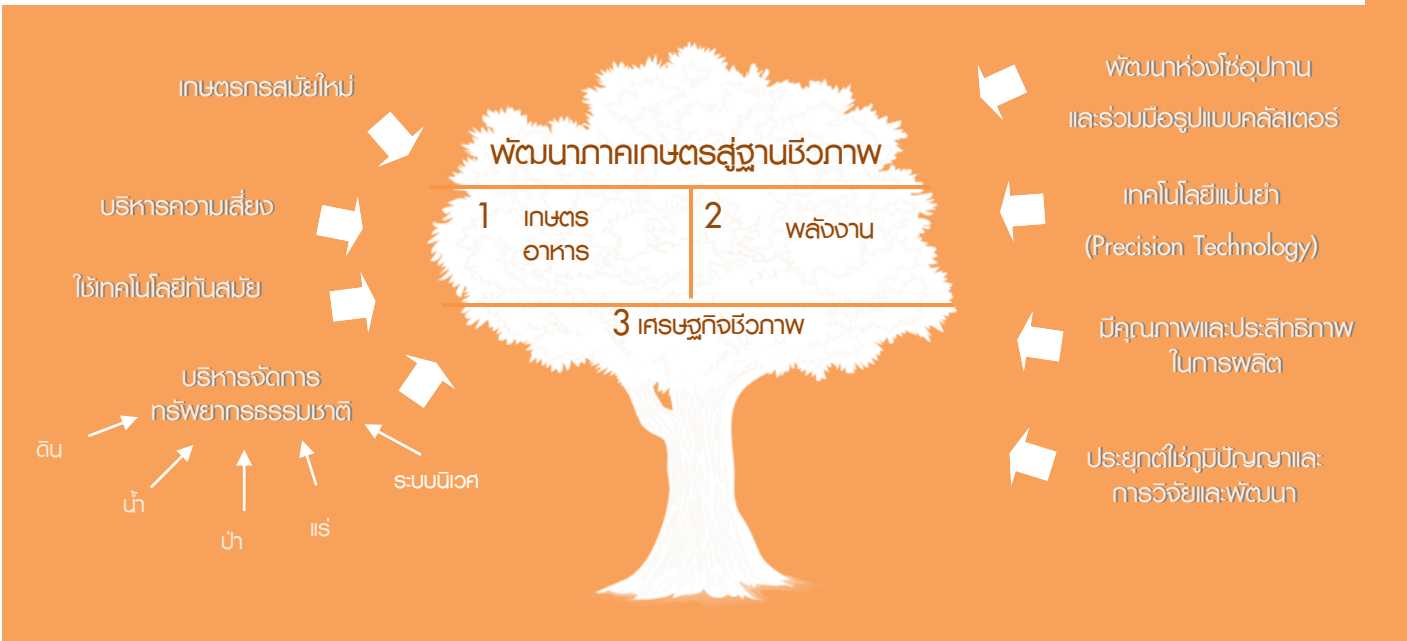 เกษตรกรสมัยใหม่
บริหารความเสี่ยง
ใช้เทคโนโลยีทันสมัย
บริหารจัดการ
ทรัพยากรธรรมชาติ
ดิน
น้ำ
ป่า
แร่
ระบบนิเวศ
พัฒนาภาคเกษตรสู่ฐานชีวภาพ
1 เกษตร
อาหาร
2 พลังงาน
3 เศรษฐกิจชีวภาพ
พัฒนาห่วงโซ่อุปทาน
และร่วมมือรูปแบบคลัสเตอร์
เทคโนโลยีแม่นยำ
(Precision Technology)
มีคุณภาพและประสิทธิภาพ
ในการผลิต
ประยุกต์ใช้ภูมิปัญญาและ
การวิจัยและพัฒนา